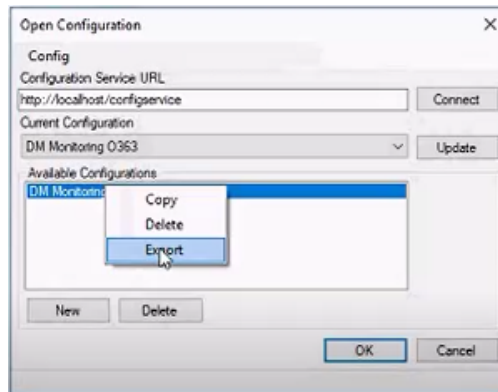 Open Configuration
Config
Configuration Service URL
http://localhost/configservice
Connect
Current Configuration
DM Monitoring O363
Update
Available Configurations
DM Monitoring
Copy
Delete
Export
New
Delete
OK
Cancel